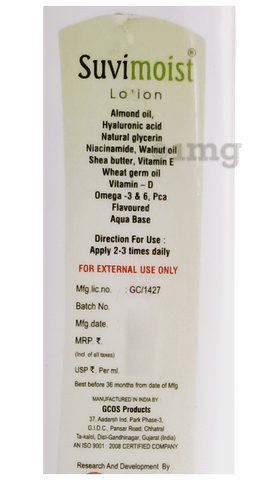 Suvimoist®
Lotion
Almond oil,
Hyaluronic acid
Natural glycerin
Niacinamide, Walnut oil
Shea butter, Vitamin E
1mg
Wheat germ oil
Vitamin - D
Omega -3 & 6, Pca
Flavoured
Aqua Base
Direction For Use :
Apply 2-3 times daily
FOR EXTERNAL USE ONLY
Mfg.lic.no. : GC/1427
Batch No.
Mfg.date.
MRP. ₹
(Incl. of all taxes)
USP ₹. Per ml.
Best before 36 months from date of Mfg.
MANUFACTURED IN INDIA BY
GCOS Products
37, Aadarsh Ind. Park Phase-3,
G.I.D.C., Pansar Road, Chhatral
Ta-kalol, Dist-Gandhinagar, Gujarat (India)
AN ISO 9001 : 2008 CERTIFIED COMPANY
Research And Development By